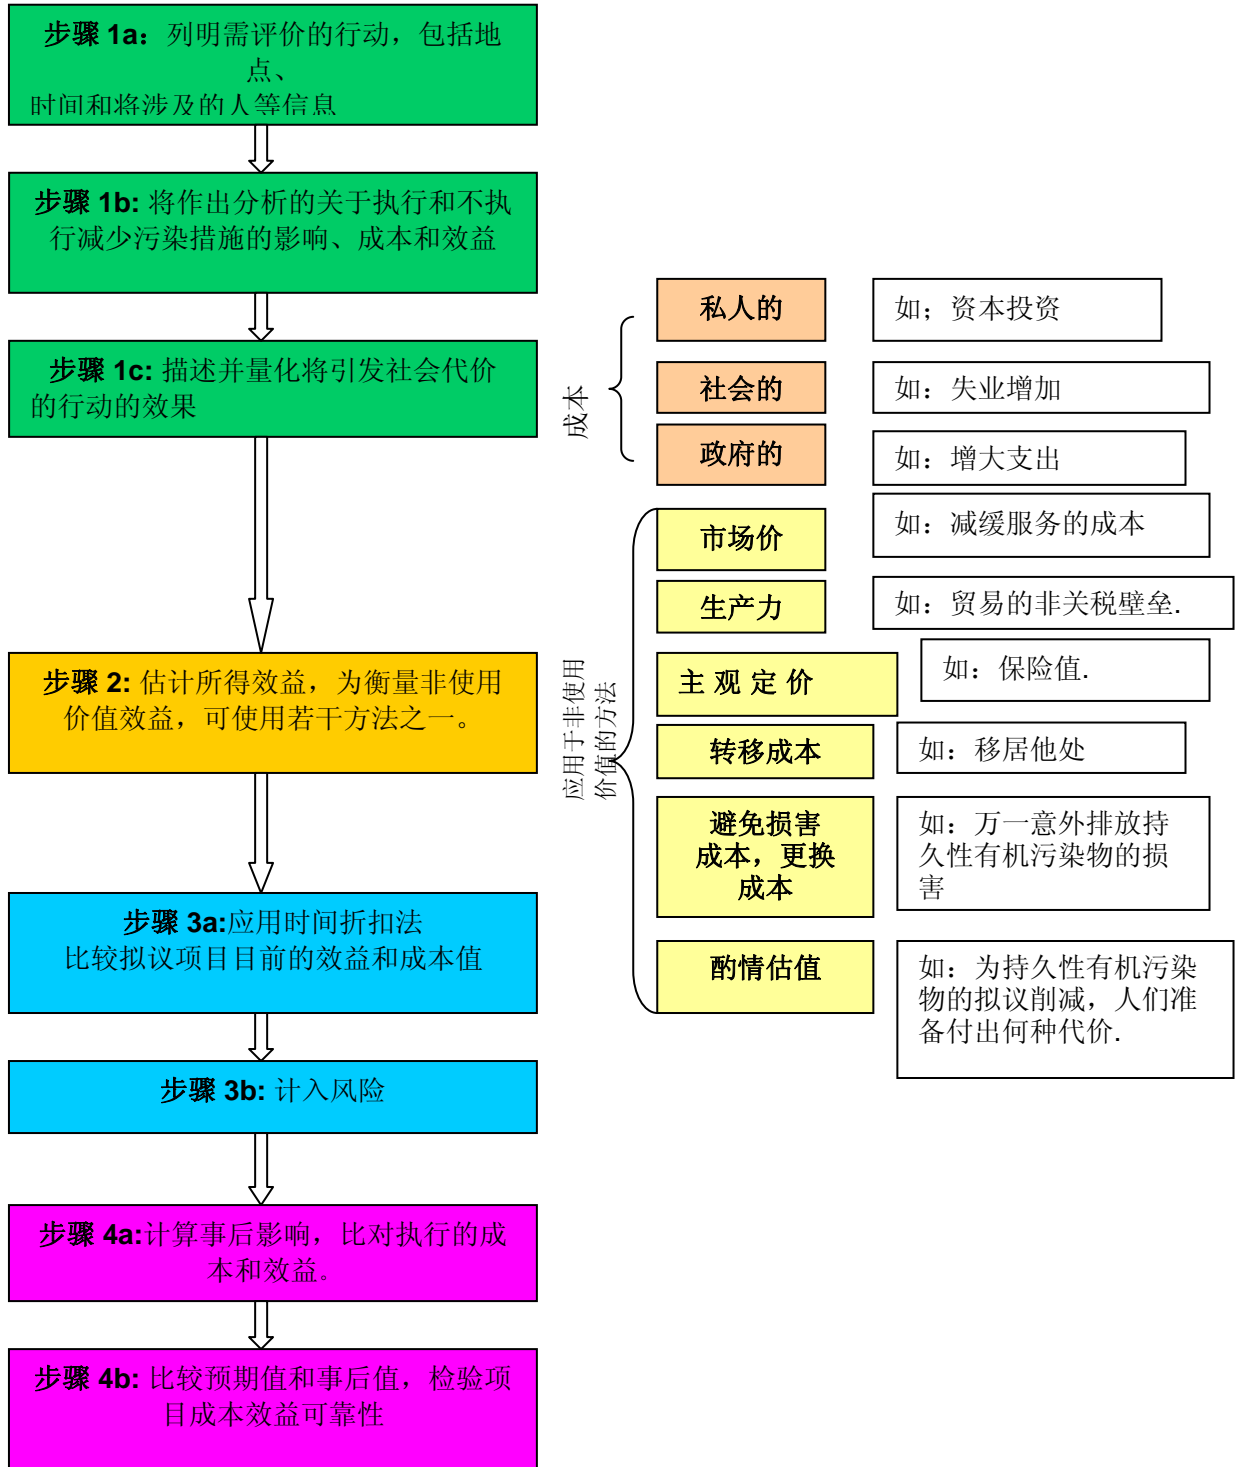 步骤 1a：列明需评价的行动，包括地
点、
时间和将涉及的人等信息
步骤 1b: 将作出分析的关于执行和不执
行减少污染措施的影响、成本和效益
步骤 1c: 描述并量化将引发社会代价
的行动的效果
步骤 2: 估计所得效益，为衡量非使用
价值效益，可使用若干方法之一。
步骤 3a:应用时间折扣法
比较拟议项目目前的效益和成本值
步骤 3b: 计入风险
步骤 4a:计算事后影响，比对执行的成
本和效益。
步骤 4b: 比较预期值和事后值，检验项
目成本效益可靠性
成本
私人的
如；资本投资
社会的
如：失业增加
政府的
如：增大支出
应用于非使用
价值的方法
市场价
如：减缓服务的成本
生产力
如：贸易的非关税壁垒.
主 观 定 价
如：保险值.
转移成本
如：移居他处
避免损害
成本，更换
成本
如：万一意外排放持
久性有机污染物的损
害
酌情估值
如：为持久性有机污染
物的拟议削减，人们准
备付出何种代价.